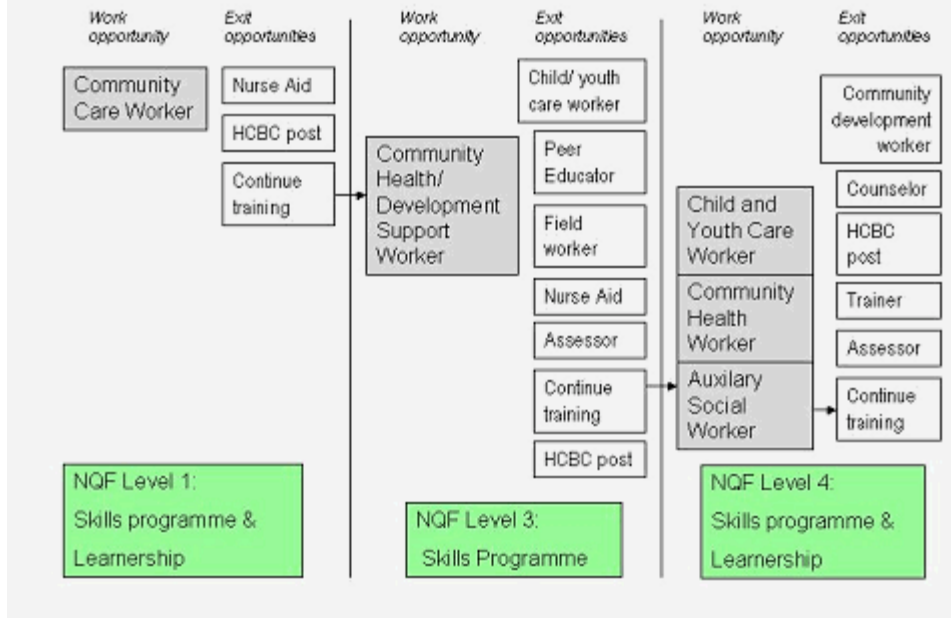 Work
opportunity
Exit
opportunities
Community
Care Worker
Nurse Aid
HCBC post
Continue
training
NQF Level 1:
Skills programme &
Learnership
Work
opportunity
Exit
opportunities
Community
Health/
Development
Support
Worker
Child/ youth
care worker
Peer
Educator
Field
worker
Nurse Aid
Assessor
Continue
training
HCBC post
NQF Level 3:
Skills Programme
Work
opportunity
Exit
opportunities
Child and
Youth Care
Worker
Community
Health
Worker
Auxilary
Social
Worker
Community
development
worker
Counselor
HCBC
post
Trainer
Assessor
Continue
training
NQF Level 4:
Skills programme &
Learnership